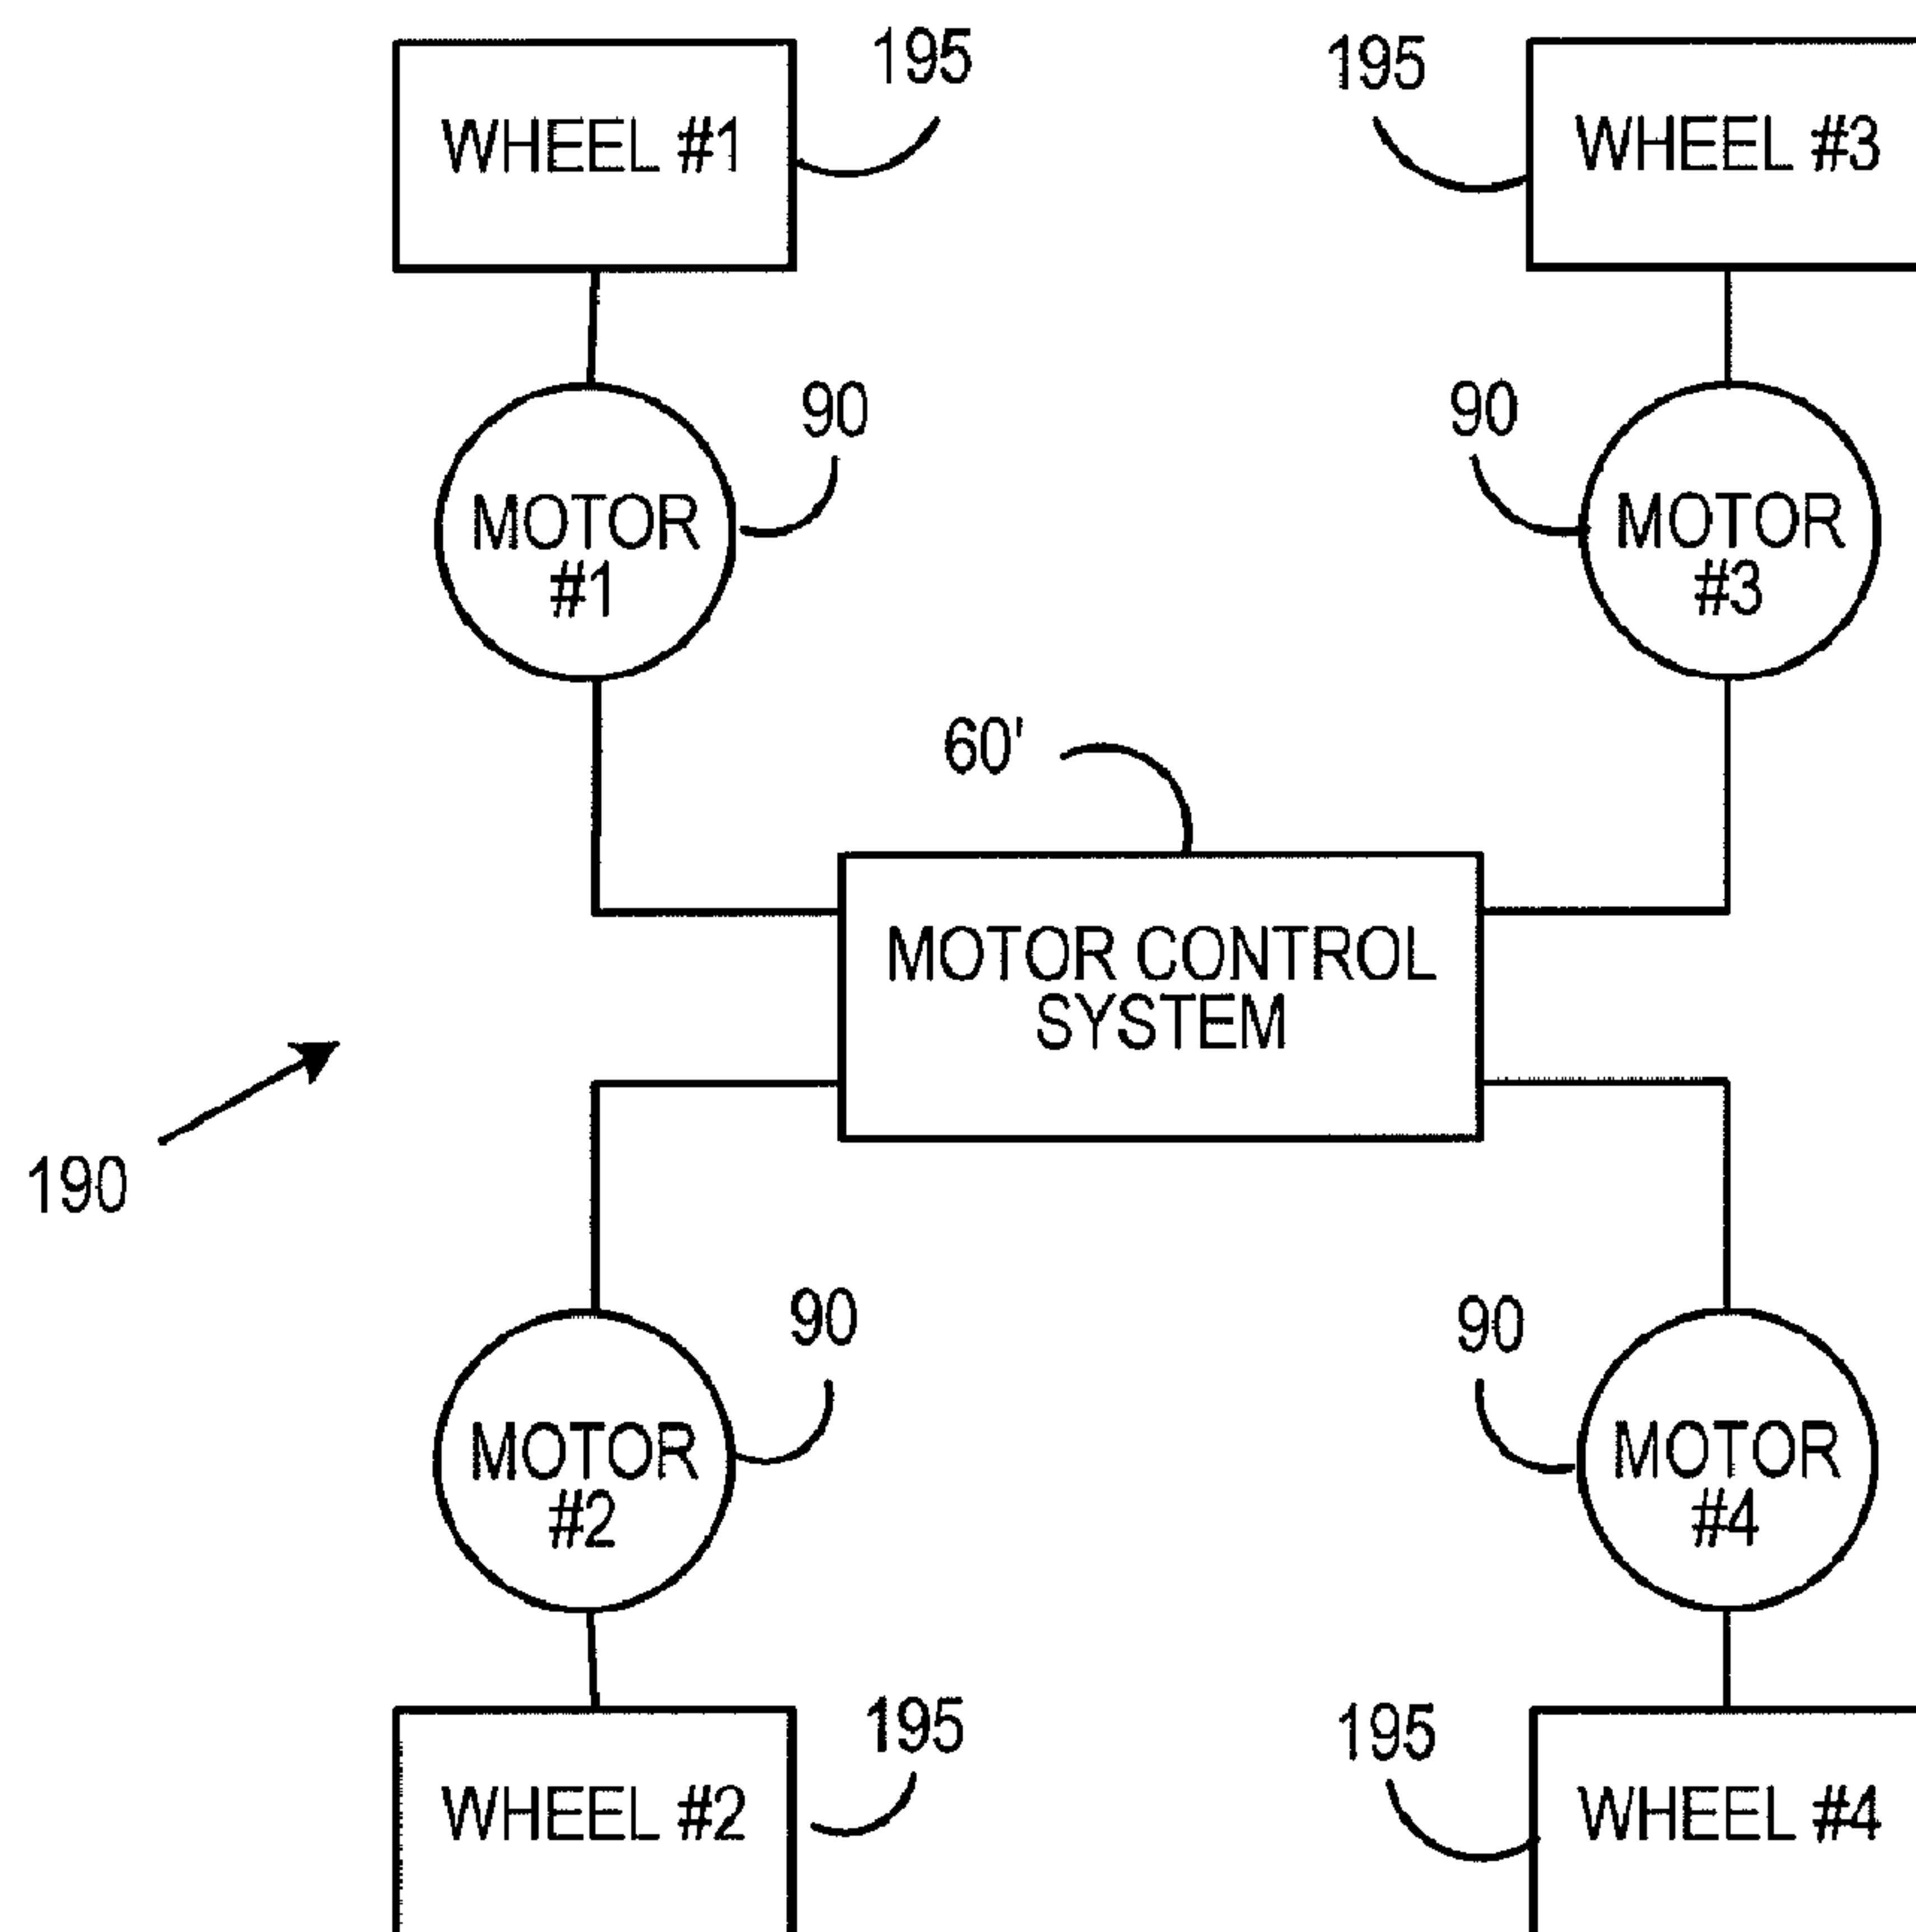 195
195
WHEEL #1
WHEEL #3
90
90
MOTOR
#1
MOTOR
#3
60'
MOTOR CONTROL
SYSTEM
190
90
90
MOTOR
#2
MOTOR
#4
195
195
WHEEL #2
WHEEL #4